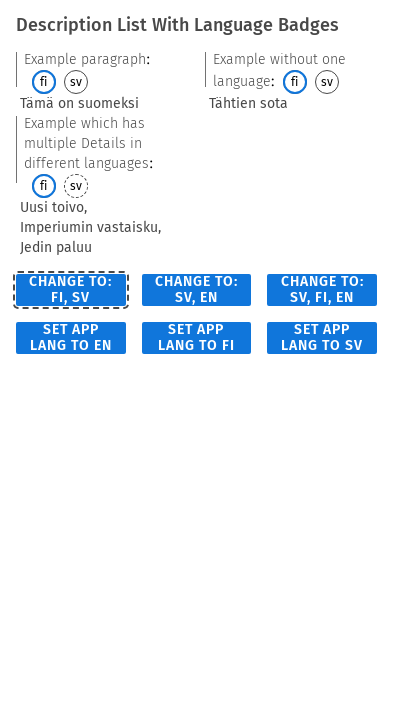 Description List With Language Badges
Example paragraph:
fi sv
Tämä on suomeksi
Example without one
language: fi sv
Tähtien sota
Example which has
multiple Details in
different languages:
fi sv
Uusi toivo,
Imperiumin vastaisku,
Jedin paluu
CHANGE TO:
FI, SV
CHANGE TO:
SV, EN
CHANGE TO:
SV, FI, EN
SET APP
LANG TO EN
SET APP
LANG TO FI
SET APP
LANG TO SV